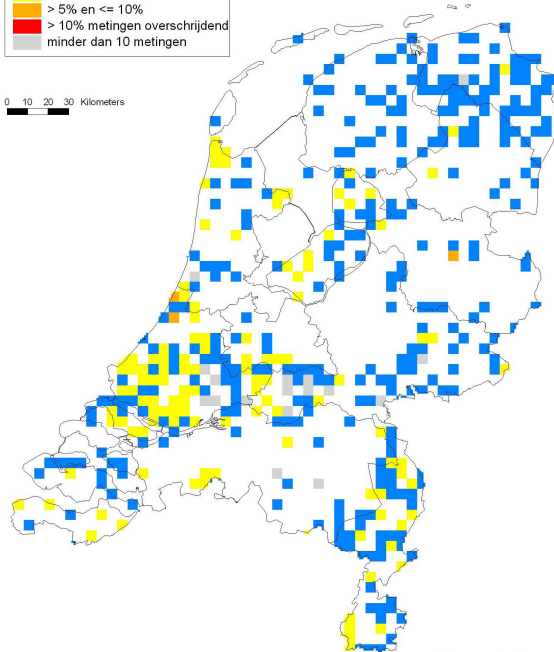 > 5% en <= 10%
> 10% metingen overschrijdend
minder dan 10 metingen
0 10 20 30 Kilometers